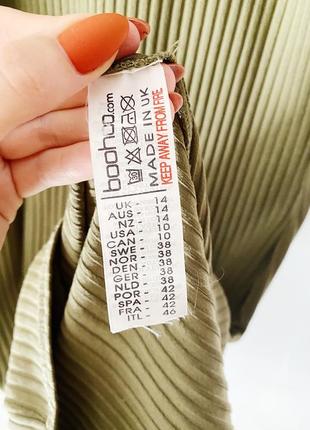 boohoo.com
MADE IN UK
KEEP AWAY FROM FIRE
UK - 14
AUS - 14
NZ - 14
USA - 10
CAN - 10
SWE - 38
NOR - 38
DEN - 38
GER - 38
NLD - 38
POR - 42
SPA - 42
FRA - 42
ITL - 46